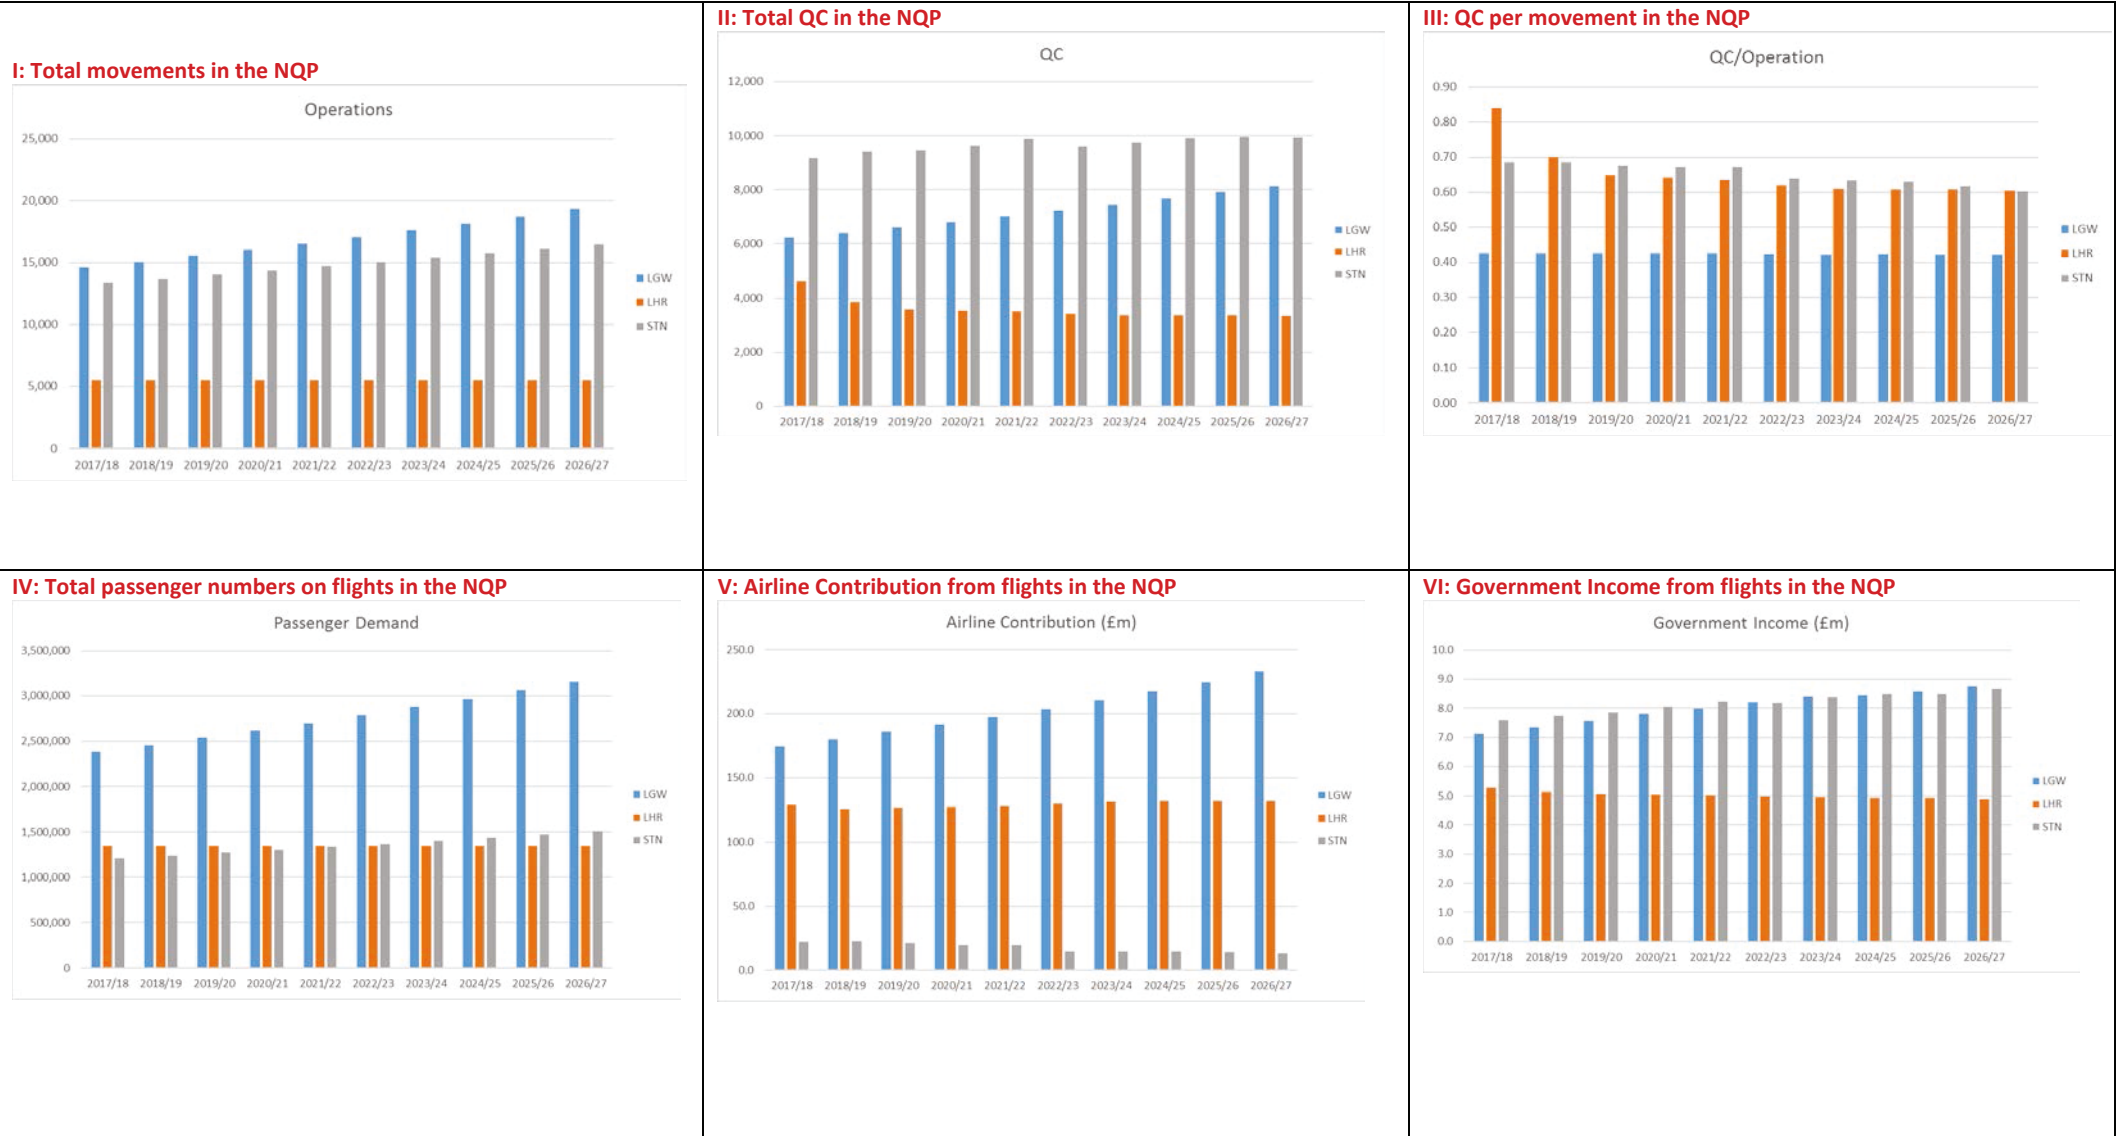 I: Total movements in the NQP
Operations
25,000
20,000
15,000
10,000
5,000
0
2017/18 2018/19 2019/20 2020/21 2021/22 2022/23 2023/24 2024/25 2025/26 2026/27
LGW
LHR
STN
II: Total QC in the NQP
QC
12,000
10,000
8,000
6,000
4,000
2,000
0
2017/18 2018/19 2019/20 2020/21 2021/22 2022/23 2023/24 2024/25 2025/26 2026/27
LGW
LHR
STN
III: QC per movement in the NQP
QC/Operation
0.90
0.80
0.70
0.60
0.50
0.40
0.30
0.20
0.10
0.00
2017/18 2018/19 2019/20 2020/21 2021/22 2022/23 2023/24 2024/25 2025/26 2026/27
LGW
LHR
STN
IV: Total passenger numbers on flights in the NQP
Passenger Demand
3,500,000
3,000,000
2,500,000
2,000,000
1,500,000
1,000,000
500,000
0
2017/18 2018/19 2019/20 2020/21 2021/22 2022/23 2023/24 2024/25 2025/26 2026/27
LGW
LHR
STN
V: Airline Contribution from flights in the NQP
Airline Contribution (£m)
250.0
200.0
150.0
100.0
50.0
0.0
2017/18 2018/19 2019/20 2020/21 2021/22 2022/23 2023/24 2024/25 2025/26 2026/27
LGW
LHR
STN
VI: Government Income from flights in the NQP
Government Income (£m)
10.0
9.0
8.0
7.0
6.0
5.0
4.0
3.0
2.0
1.0
0.0
2017/18 2018/19 2019/20 2020/21 2021/22 2022/23 2023/24 2024/25 2025/26 2026/27
LGW
LHR
STN